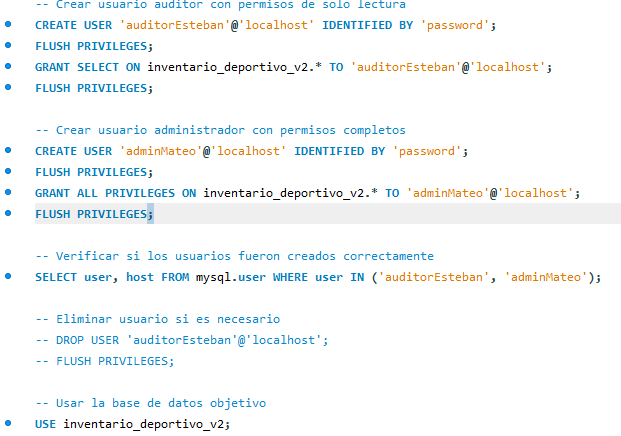 -- Crear usuario auditor con permisos de solo lectura
CREATE USER 'auditorEsteban'@'localhost' IDENTIFIED BY 'password';
FLUSH PRIVILEGES;
GRANT SELECT ON inventario_deportivo_v2.* TO 'auditorEsteban'@'localhost';
FLUSH PRIVILEGES;
-- Crear usuario administrador con permisos completos
CREATE USER 'adminMateo'@'localhost' IDENTIFIED BY 'password';
FLUSH PRIVILEGES;
GRANT ALL PRIVILEGES ON inventario_deportivo_v2.* TO 'adminMateo'@'localhost';
FLUSH PRIVILEGES;
-- Verificar si los usuarios fueron creados correctamente
SELECT user, host FROM mysql.user WHERE user IN ('auditorEsteban', 'adminMateo');
-- Eliminar usuario si es necesario
-- DROP USER 'auditorEsteban'@'localhost';
-- FLUSH PRIVILEGES;
-- Usar la base de datos objetivo
USE inventario_deportivo_v2;